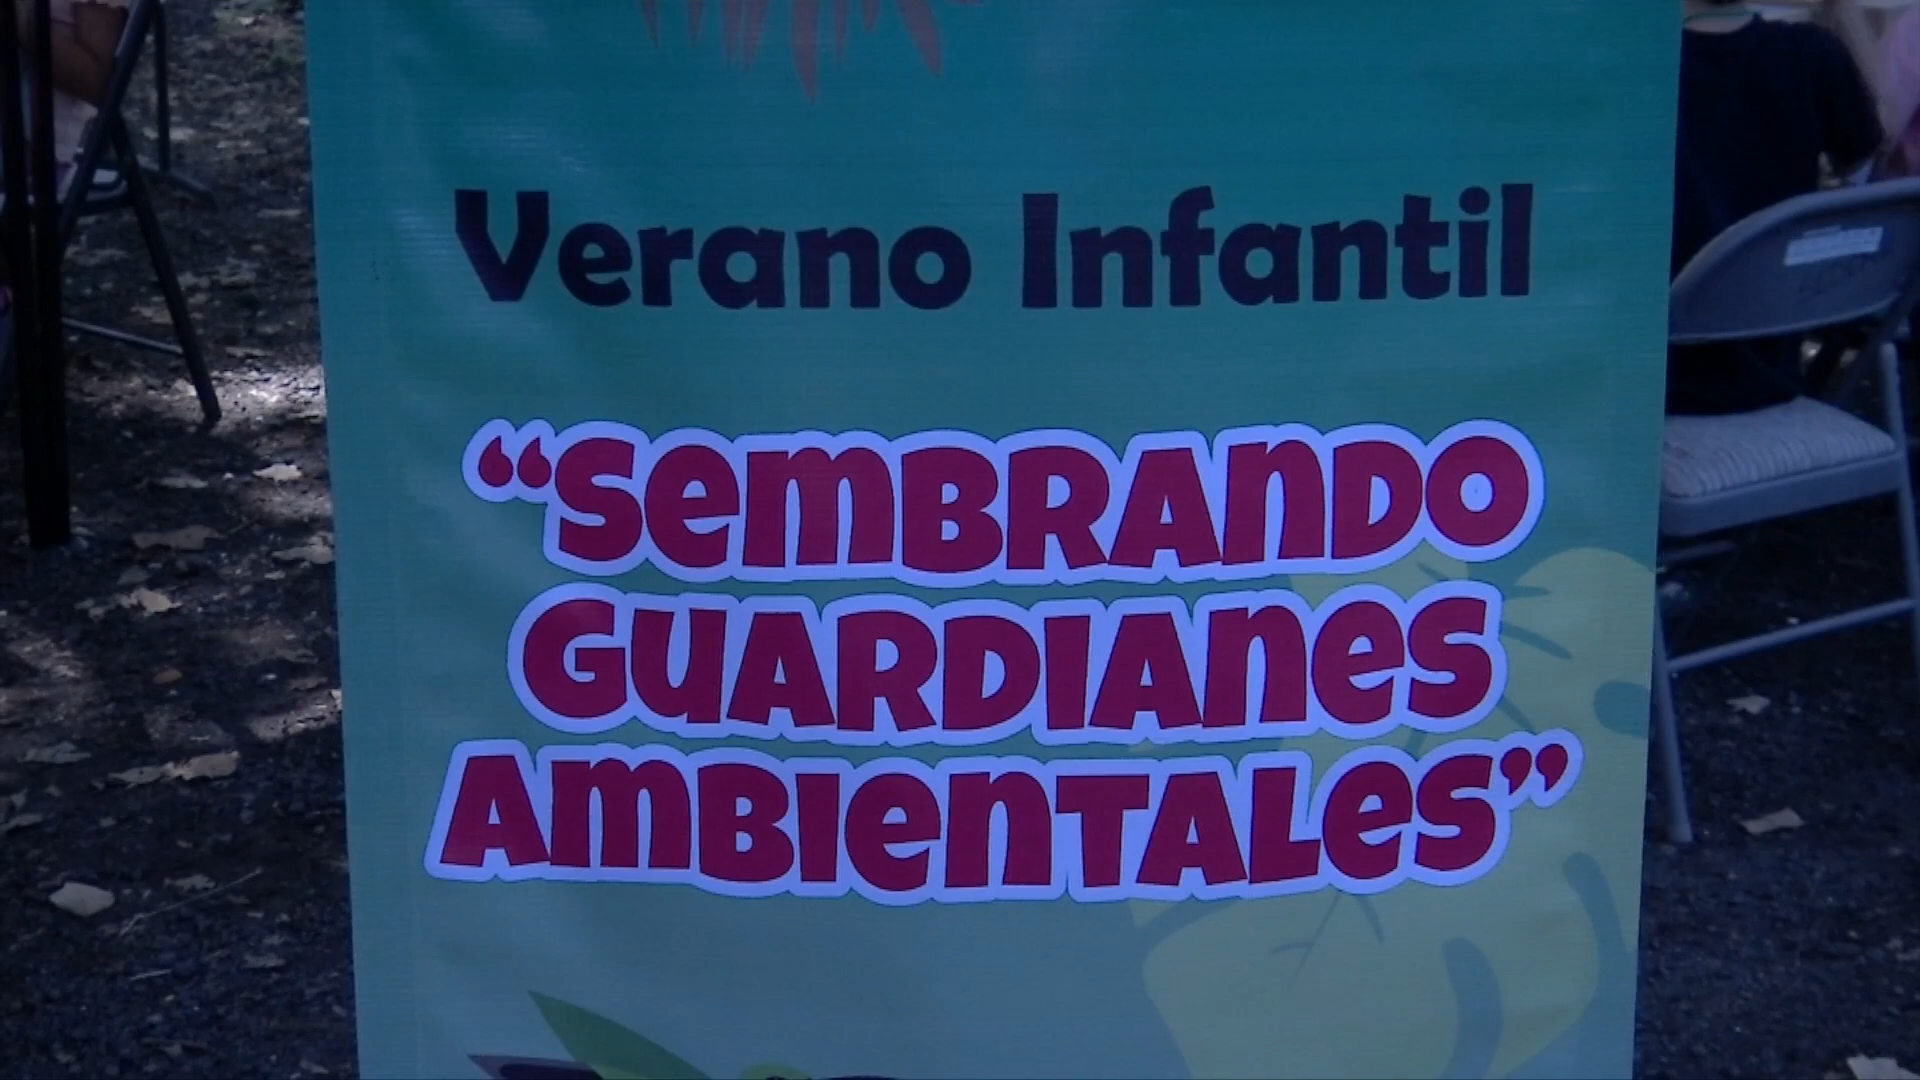 Verano Infantil
“Sembrando
Guardianes
Ambientales”